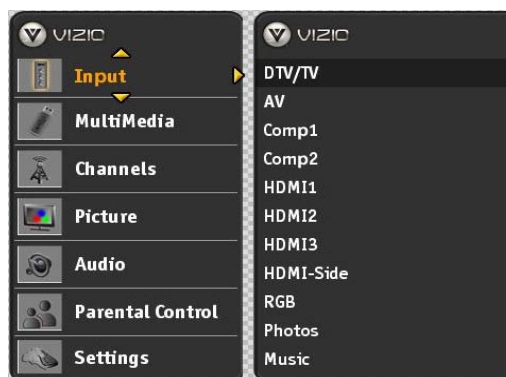 VIZIO
Input
MultiMedia
Channels
Picture
Audio
Parental Control
Settings
VIZIO
DTV/TV
AV
Comp1
Comp2
HDMI1
HDMI2
HDMI3
HDMI-Side
RGB
Photos
Music